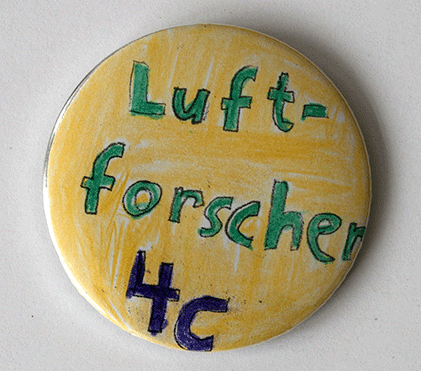 Luft-
forscher
4c